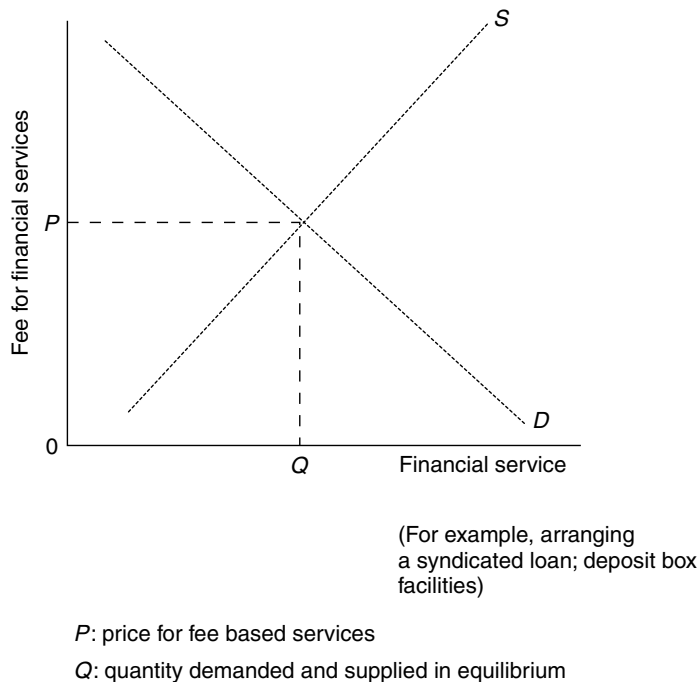 S
Fee for financial services
P
D
0
Q
Financial service
(For example, arranging
a syndicated loan; deposit box
facilities)
P: price for fee based services
Q: quantity demanded and supplied in equilibrium